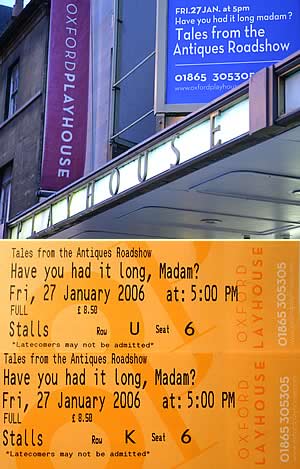 OXFORD PLAYHOUSE
FRI.27JAN. at 5pm
Have you had it long madam?
Tales from the
Antiques Roadshow
01865 305305
www.oxfordplayhouse
OXFORD
PLAYHOUSE
Tales from the Antiques Roadshow
Have you had it long, Madam?
Fri, 27 January 2006 at: 5:00 PM
FULL £ 8.50
Stalls Row U Seat 6
*Latecomers may not be admitted*
OXFORD
PLAYHOUSE
01865 305305
Tales from the Antiques Roadshow
Have you had it long, Madam?
Fri, 27 January 2006 at: 5:00 PM
FULL £ 8.50
Stalls Row K Seat 6
*Latecomers may not be admitted*
OXFORD
PLAYHOUSE
01865 305305